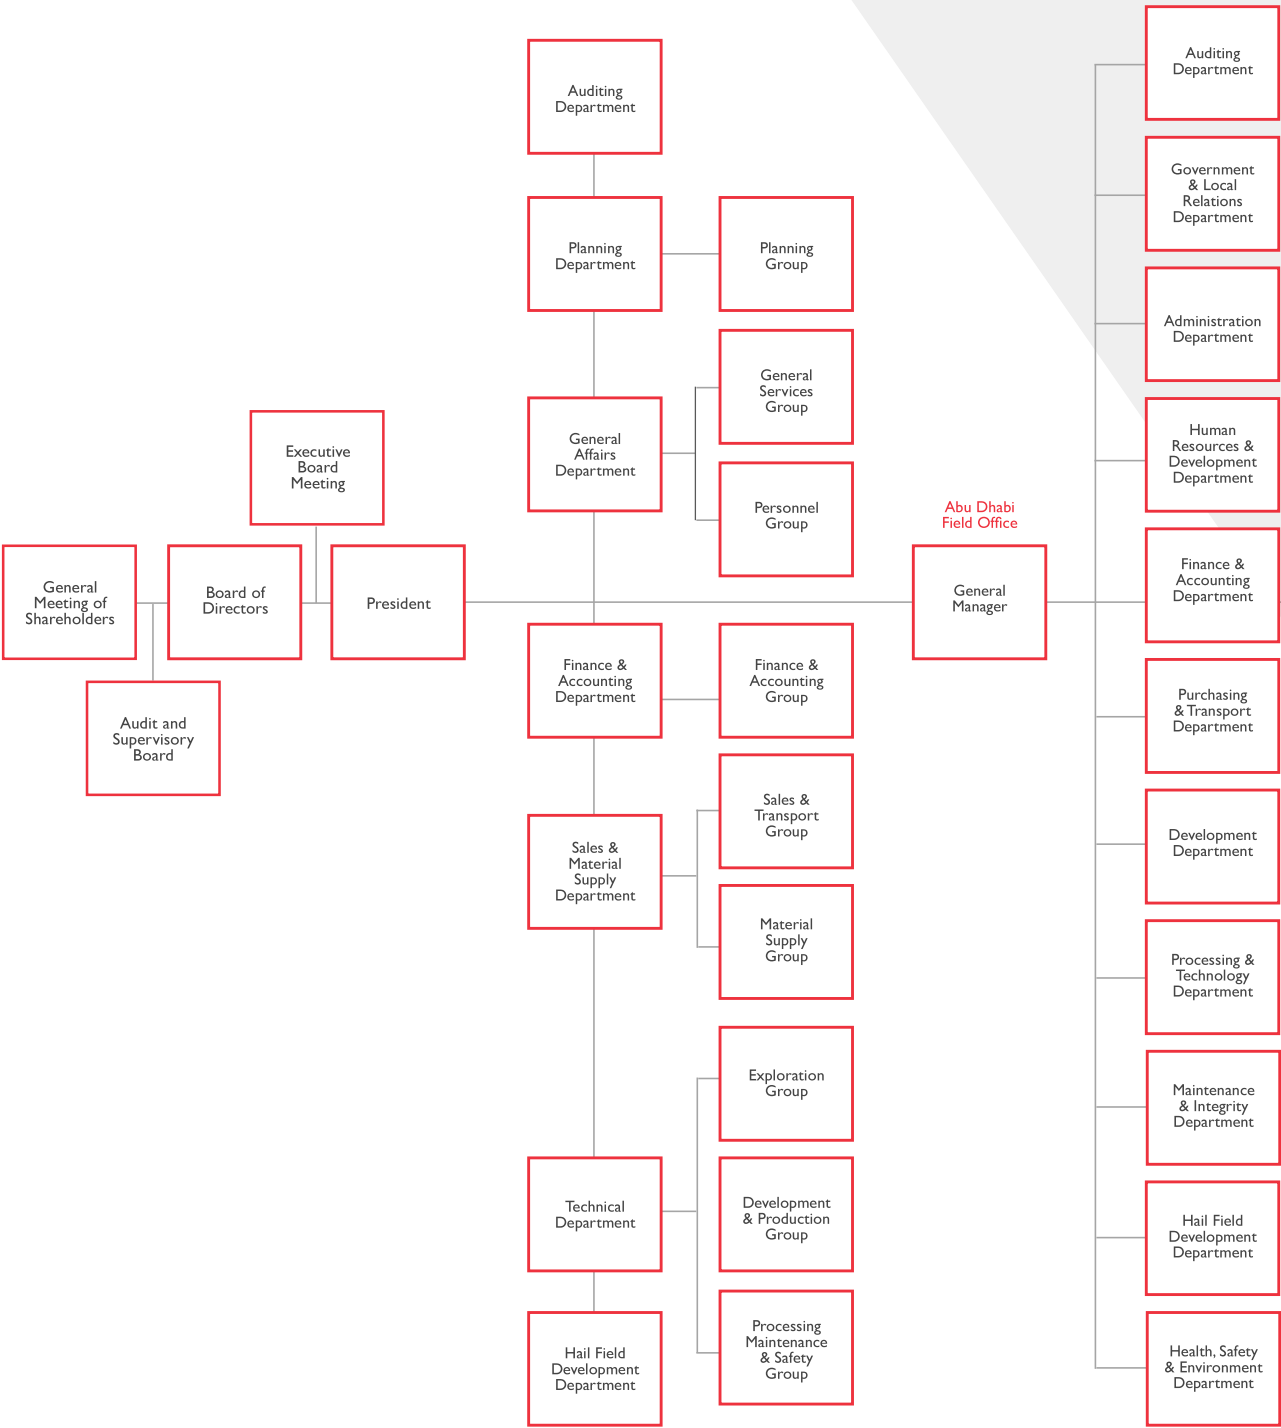 General
Meeting of
Shareholders
Audit and
Supervisory
Board
Board of
Directors
Executive
Board
Meeting
President
Auditing
Department
Planning
Department
Planning
Group
General
Affairs
Department
General
Services
Group
Personnel
Group
Finance &
Accounting
Department
Finance &
Accounting
Group
Sales &
Material
Supply
Department
Sales &
Transport
Group
Material
Supply
Group
Technical
Department
Exploration
Group
Development
& Production
Group
Processing
Maintenance
& Safety
Group
Hail Field
Development
Department
Abu Dhabi
Field Office
General
Manager
Auditing
Department
Government
& Local
Relations
Department
Administration
Department
Human
Resources &
Development
Department
Finance &
Accounting
Department
Purchasing
& Transport
Department
Development
Department
Processing &
Technology
Department
Maintenance
& Integrity
Department
Hail Field
Development
Department
Health, Safety
& Environment
Department